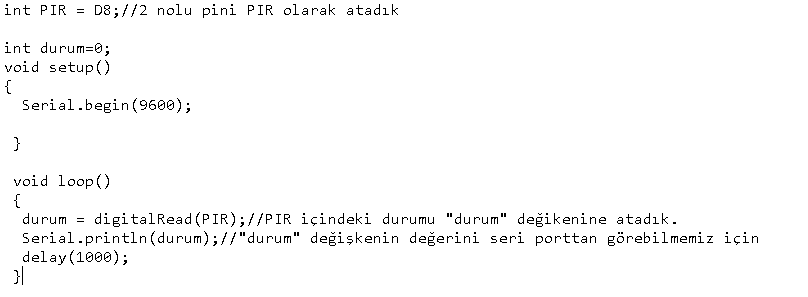 int PIR = D8;//2 nolu pini PIR olarak atadık
int durum=0;
void setup()
{
Serial.begin(9600);
}
void loop()
{
durum = digitalRead(PIR);//PIR içindeki durumu "durum" değikenine atadık.
Serial.println(durum);//"durum" değişkenin değerini seri porttan görebilmemiz için
delay(1000);
}